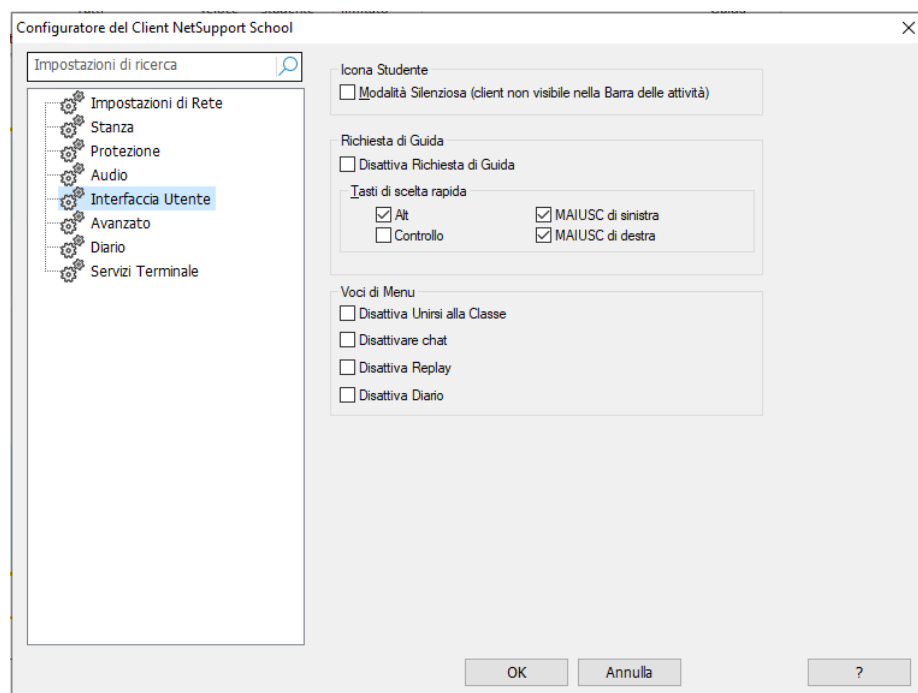 Configuratore del Client NetSupport School
Impostazioni di ricerca
Impostazioni di Rete
Stanza
Protezione
Audio
Interfaccia Utente
Avanzato
Diario
Servizi Terminale
Icona Studente
Modalità Silenziosa (client non visibile nella Barra delle attività)
Richiesta di Guida
Disattiva Richiesta di Guida
Tasti di scelta rapida
Alt
MAIUSC di sinistra
Controllo
MAIUSC di destra
Voci di Menu
Disattiva Unirsi alla Classe
Disattivare chat
Disattiva Replay
Disattiva Diario
OK
Annulla
?